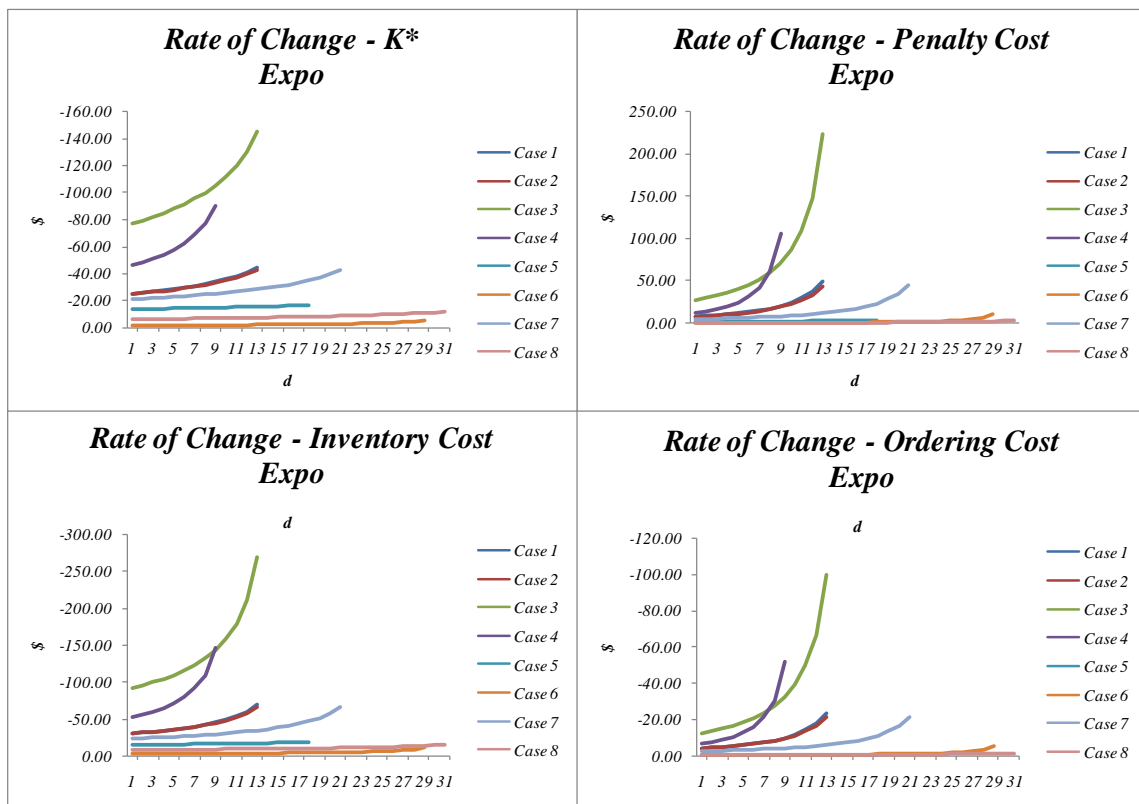 Rate of Change - K*
Expo
-160.00
-140.00
-120.00
-100.00
-80.00
-60.00
-40.00
-20.00
0.00
$
1 3 5 7 9 11 13 15 17 19 21 23 25 27 29 31
d
Case 1
Case 2
Case 3
Case 4
Case 5
Case 6
Case 7
Case 8
Rate of Change - Penalty Cost
Expo
250.00
200.00
150.00
100.00
50.00
0.00
$
1 3 5 7 9 11 13 15 17 19 21 23 25 27 29 31
d
Case 1
Case 2
Case 3
Case 4
Case 5
Case 6
Case 7
Case 8
Rate of Change - Inventory Cost
Expo
d
-300.00
-250.00
-200.00
-150.00
-100.00
-50.00
0.00
$
1 3 5 7 9 11 13 15 17 19 21 23 25 27 29 31
Case 1
Case 2
Case 3
Case 4
Case 5
Case 6
Case 7
Case 8
Rate of Change - Ordering Cost
Expo
d
-120.00
-100.00
-80.00
-60.00
-40.00
-20.00
0.00
$
1 3 5 7 9 11 13 15 17 19 21 23 25 27 29 31
Case 1
Case 2
Case 3
Case 4
Case 5
Case 6
Case 7
Case 8